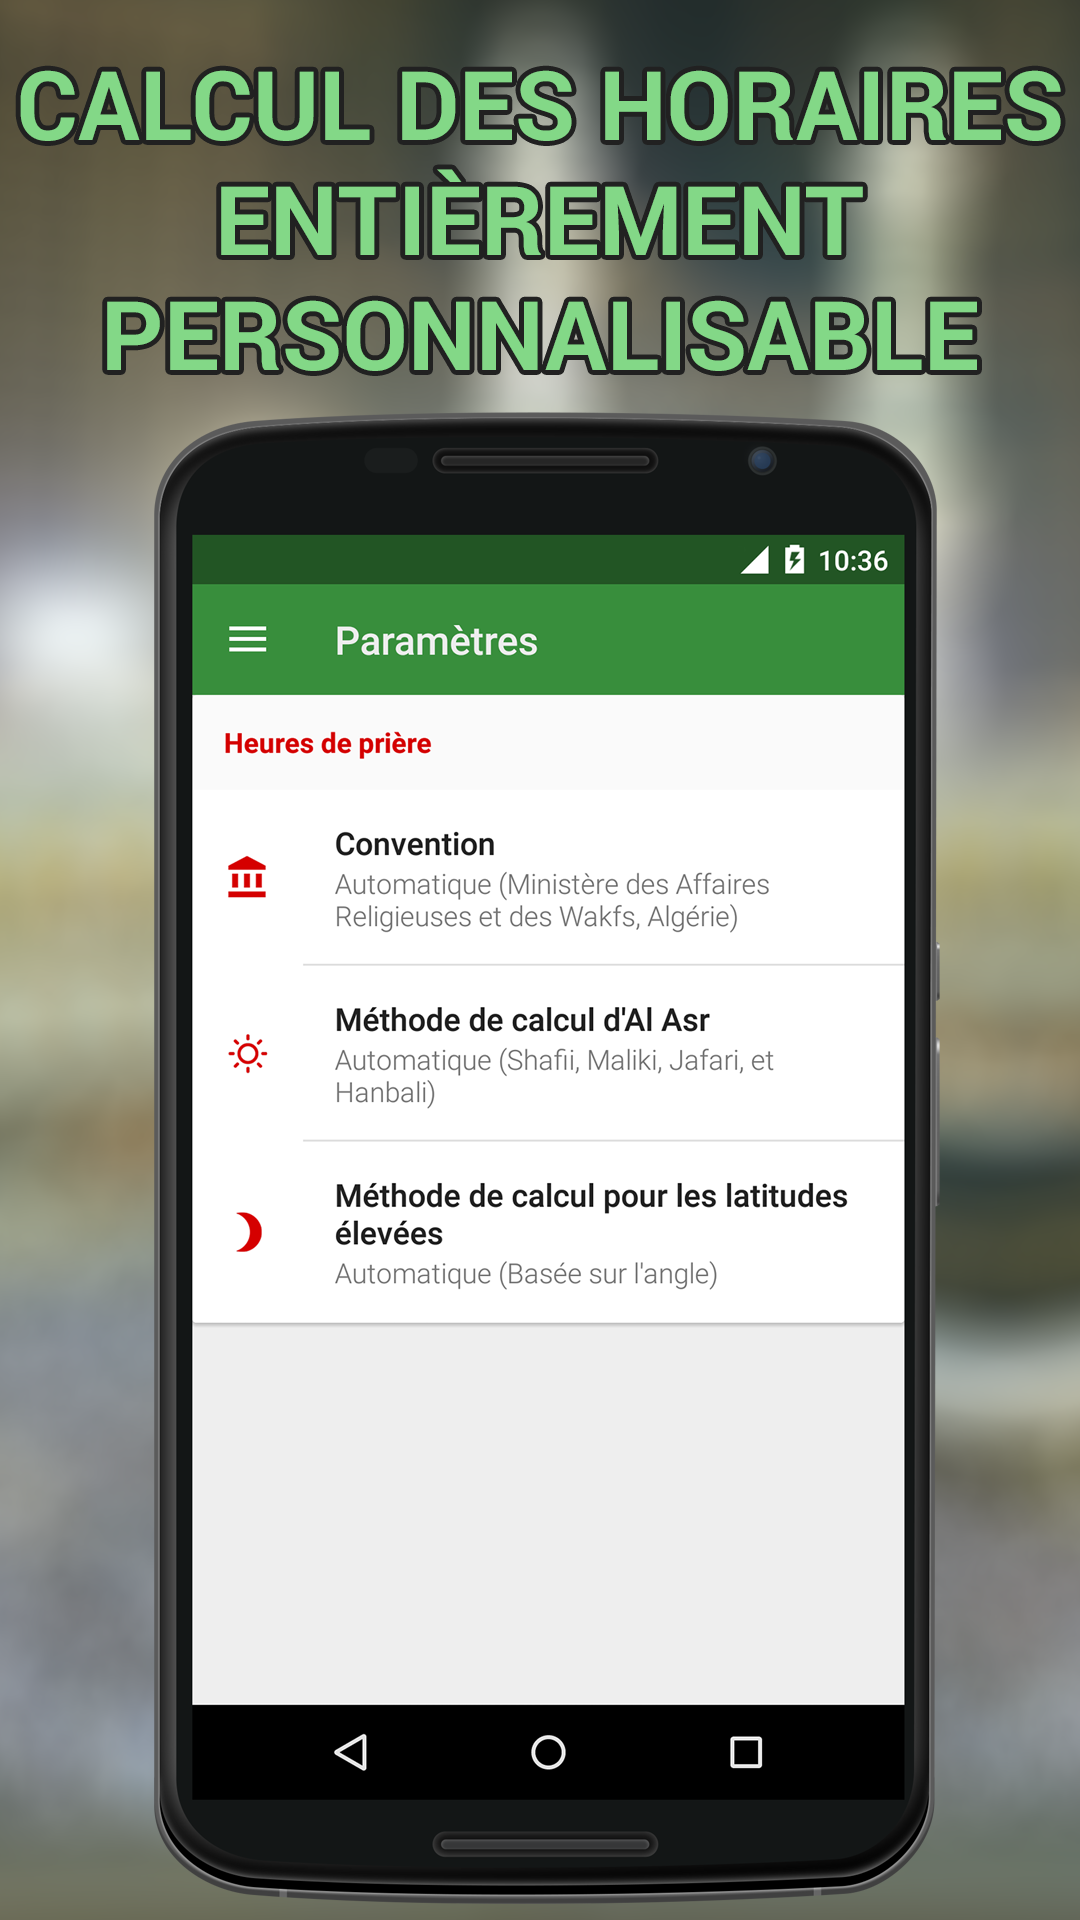 CALCUL DES HORAIRES
ENTIÈREMENT
PERSONNALISABLE
10:36
Paramètres
Heures de prière
Convention
Automatique (Ministère des Affaires
Religieuses et des Wakfs, Algérie)
Méthode de calcul d'Al Asr
Automatique (Shafii, Maliki, Jafari, et
Hanbali)
Méthode de calcul pour les latitudes
élevées
Automatique (Basée sur l'angle)